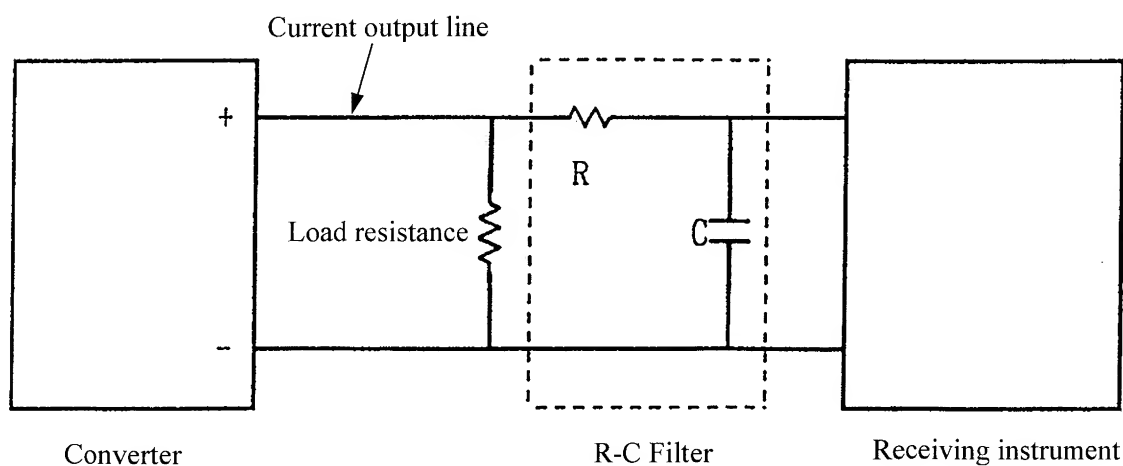 Current output line
+
R
Load resistance
C
-
Converter
R-C Filter
Receiving instrument